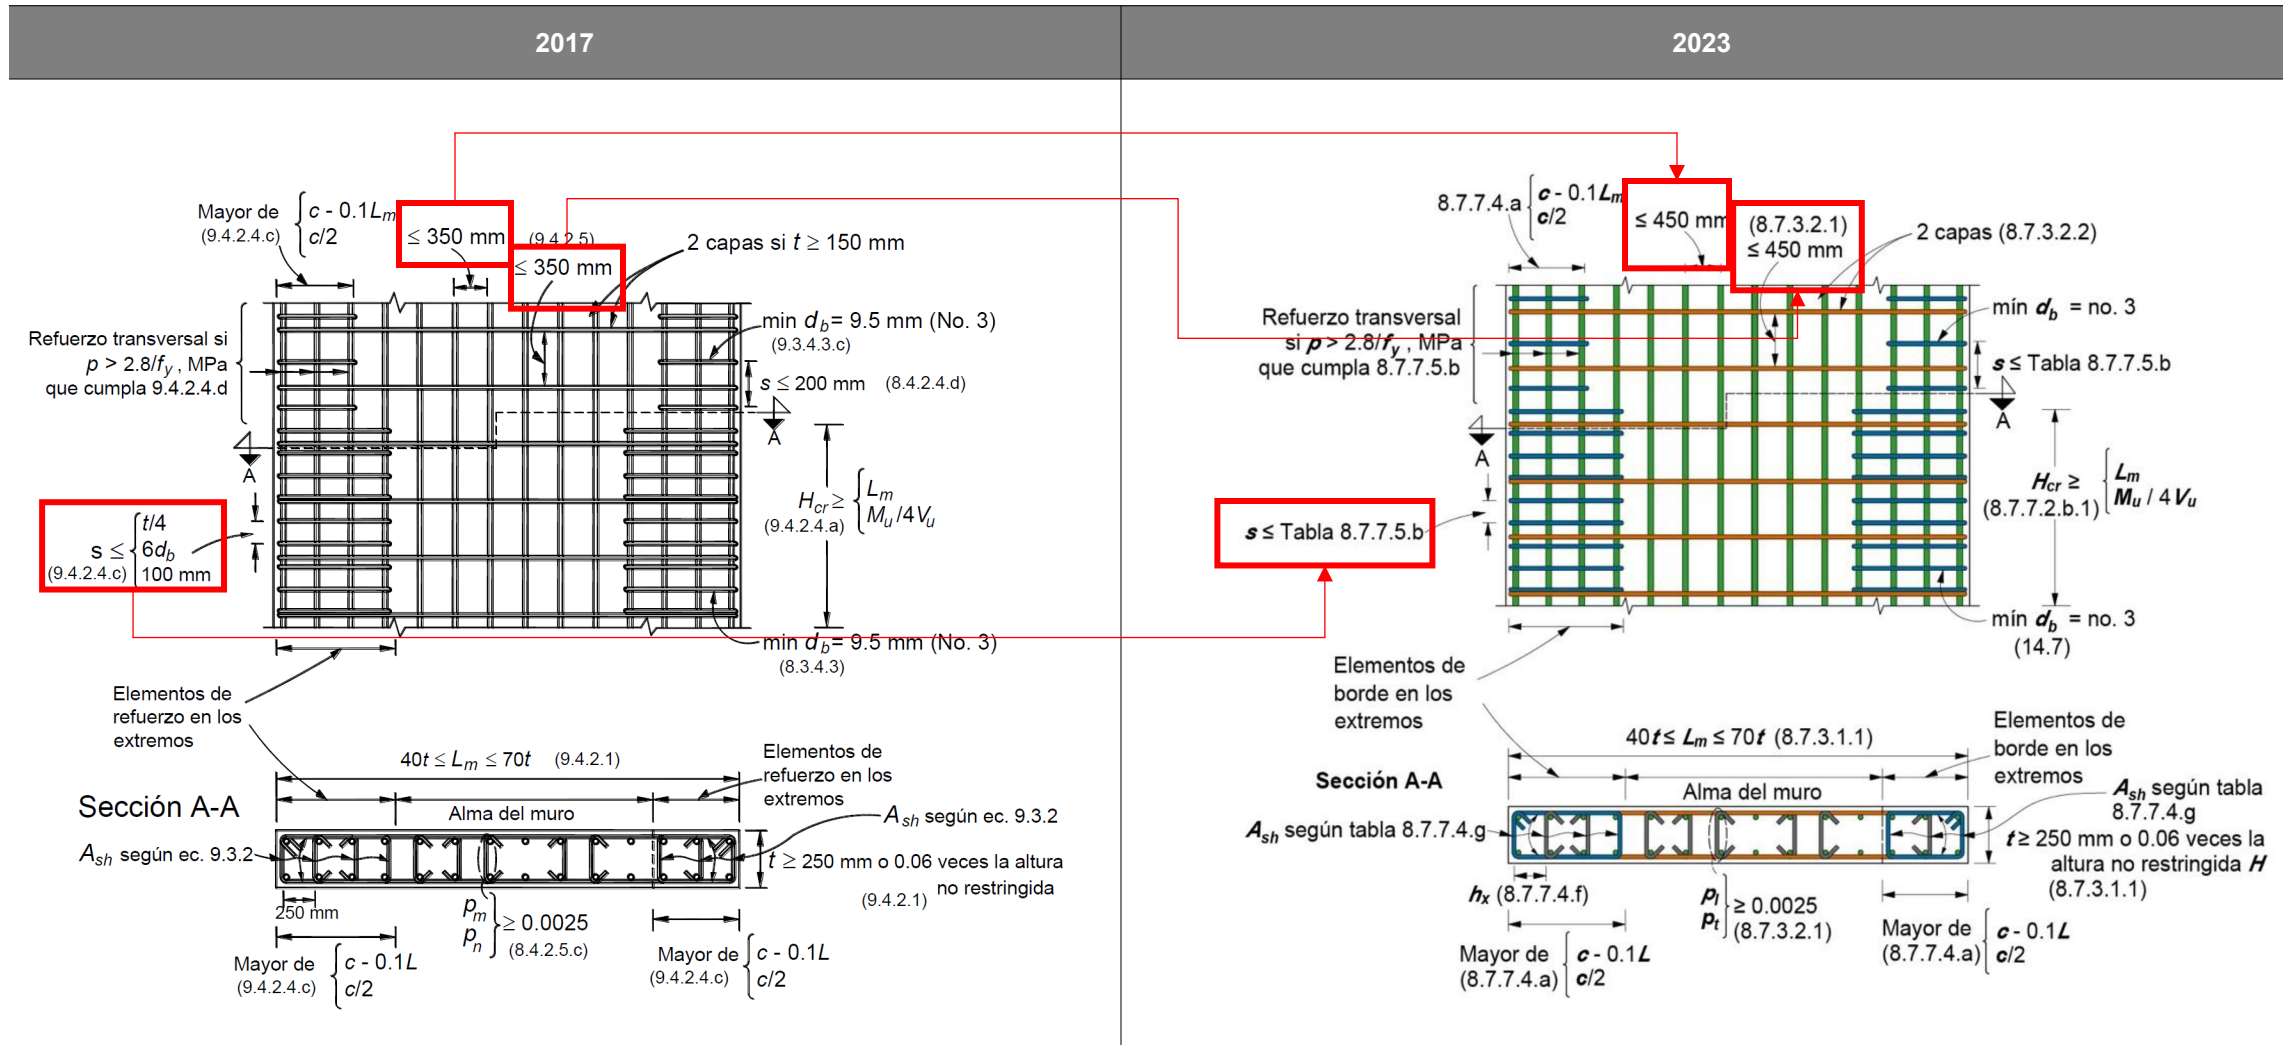 2017
2023
Mayor de
(9.4.2.4.c)
c - 0.1Lm
c/2
≤ 350 mm
(9.4.2.5)
≤ 350 mm
2 capas si t ≥ 150 mm
Refuerzo transversal si
p > 2.8/fy , MPa
que cumpla 9.4.2.4.d
min db= 9.5 mm (No. 3)
(9.3.4.3.c)
s ≤ 200 mm (8.4.2.4.d)
A
A
s ≤
(9.4.2.4.c)
t/4
6db
100 mm
Hcr ≥
(9.4.2.4.a)
Lm
Mu /4Vu
min db= 9.5 mm (No. 3)
(8.3.4.3)
Elementos de
refuerzo en los
extremos
40t ≤ Lm ≤ 70t (9.4.2.1)
Elementos de
refuerzo en los
extremos
Sección A-A
Alma del muro
Ash según ec. 9.3.2
Ash según ec. 9.3.2
t ≥ 250 mm o 0.06 veces la altura
no restringida
(9.4.2.1)
250 mm
pm
pn
≥ 0.0025
(8.4.2.5.c)
Mayor de
(9.4.2.4.c)
c - 0.1L
c/2
Mayor de
(9.4.2.4.c)
c - 0.1L
c/2
8.7.7.4.a
c - 0.1Lm
c/2
≤ 450 mm
(8.7.3.2.1)
≤ 450 mm
2 capas (8.7.3.2.2)
Refuerzo transversal
si p > 2.8/fy , MPa
que cumpla 8.7.7.5.b
mín db = no. 3
s ≤ Tabla 8.7.7.5.b
A
A
s ≤ Tabla 8.7.7.5.b
Hcr ≥
(8.7.7.2.b.1)
Lm
Mu / 4Vu
mín db = no. 3
(14.7)
Elementos de
borde en los
extremos
40t ≤ Lm ≤ 70t (8.7.3.1.1)
Elementos de
borde en los
extremos
Sección A-A
Alma del muro
Ash según tabla
8.7.7.4.g
Ash según tabla 8.7.7.4.g
t ≥ 250 mm o 0.06 veces la
altura no restringida H
(8.7.3.1.1)
hx (8.7.7.4.f)
pl
pt
≥ 0.0025
(8.7.3.2.1)
Mayor de
(8.7.7.4.a)
c - 0.1L
c/2
Mayor de
(8.7.7.4.a)
c - 0.1L
c/2